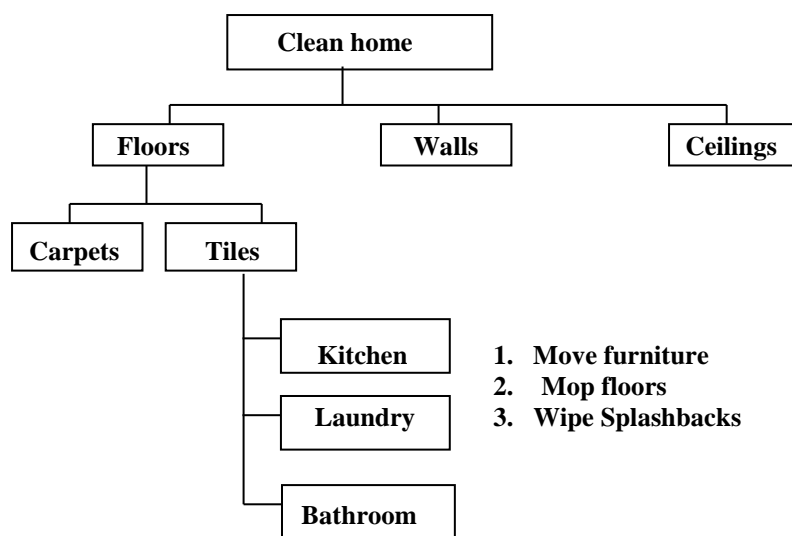 Clean home
Floors
Walls
Ceilings
Carpets
Tiles
Kitchen
Laundry
Bathroom
1. Move furniture
2. Mop floors
3. Wipe Splashbacks